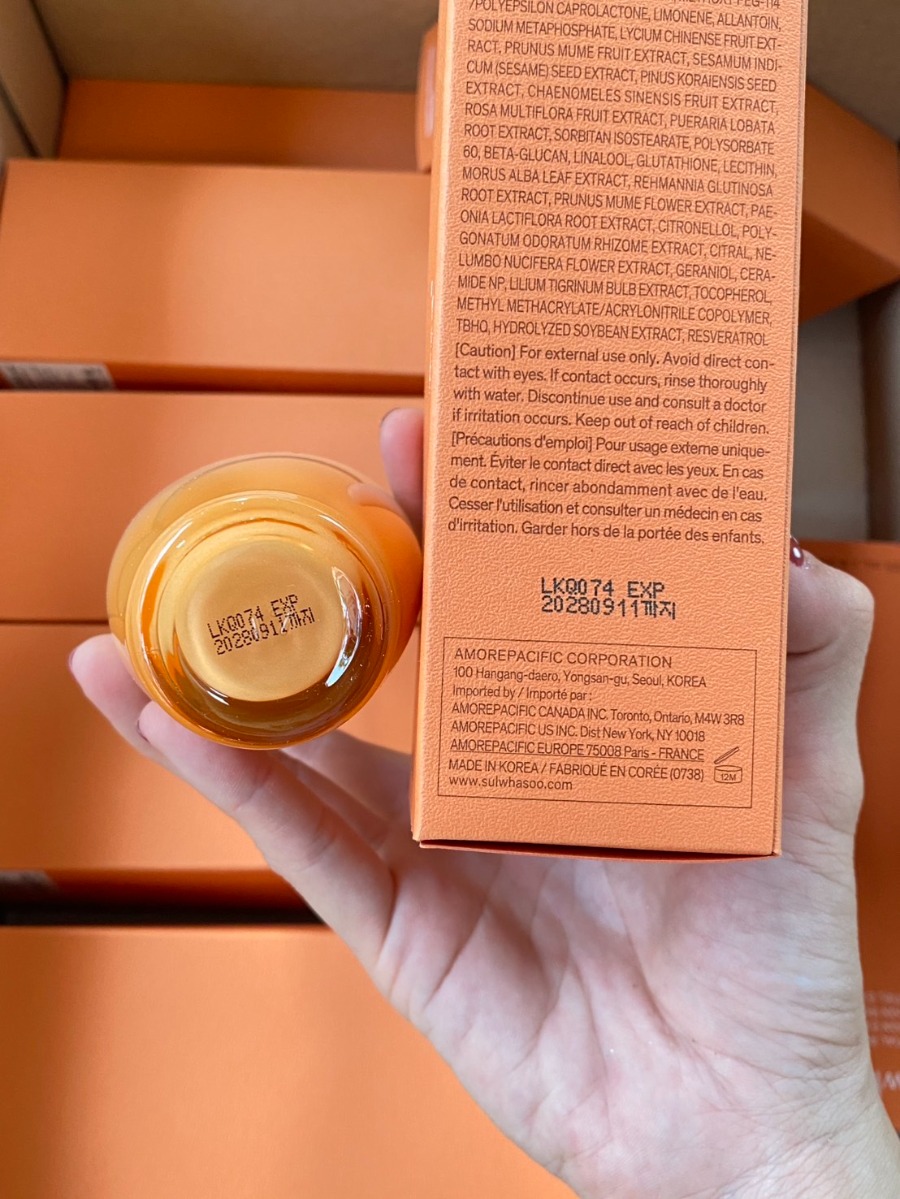 /POLYEPSILON CAPROLACTONE, LIMONENE, ALLANTOIN,
SODIUM METAPHOSPHATE, LYCIUM CHINENSE FRUIT EXT-
RACT, PRUNUS MUME FRUIT EXTRACT, SESAMUM INDI-
CUM (SESAME) SEED EXTRACT, PINUS KORAIENSIS SEED
EXTRACT, CHAENOMELES SINENSIS FRUIT EXTRACT,
ROSA MULTIFLORA FRUIT EXTRACT, PUERARIA LOBATA
ROOT EXTRACT, SORBITAN ISOSTEARATE, POLYSORBATE
60, BETA-GLUCAN, LINALOOL, GLUTATHIONE, LECITHIN,
MORUS ALBA LEAF EXTRACT, REHMANNIA GLUTINOSA
ROOT EXTRACT, PRUNUS MUME FLOWER EXTRACT, PAE-
ONIA LACTIFLORA ROOT EXTRACT, CITRONELLOL, POLY-
GONATUM ODORATUM RHIZOME EXTRACT, CITRAL, NE-
LUMBO NUCIFERA FLOWER EXTRACT, GERANIOL, CERA-
MIDE NP, LILIUM TIGRINUM BULB EXTRACT, TOCOPHEROL,
METHYL METHACRYLATE/ACRYLONITRILE COPOLYMER,
TBHQ, HYDROLYZED SOYBEAN EXTRACT, RESVERATROL
[Caution] For external use only. Avoid direct con-
tact with eyes. If contact occurs, rinse thoroughly
with water. Discontinue use and consult a doctor
if irritation occurs. Keep out of reach of children.
[Précautions d'emploi] Pour usage externe unique-
ment. Éviter le contact direct avec les yeux. En cas
de contact, rincer abondamment avec de l'eau.
Cesser l'utilisation et consulter un médecin en cas
d'irritation. Garder hors de la portée des enfants.
LKQ074 EXP
20280911까지
LKQ074 EXP
20280911까지
AMOREPACIFIC CORPORATION
100 Hangang-daero, Yongsan-gu, Seoul, KOREA
Imported by / Importé par :
AMOREPACIFIC CANADA INC. Toronto, Ontario, M4W 3R8
AMOREPACIFIC US INC. Dist New York, NY 10018
AMOREPACIFIC EUROPE 75008 Paris - FRANCE
MADE IN KOREA / FABRIQUÉ EN CORÉE (0738)
12M
www.sulwhasoo.com